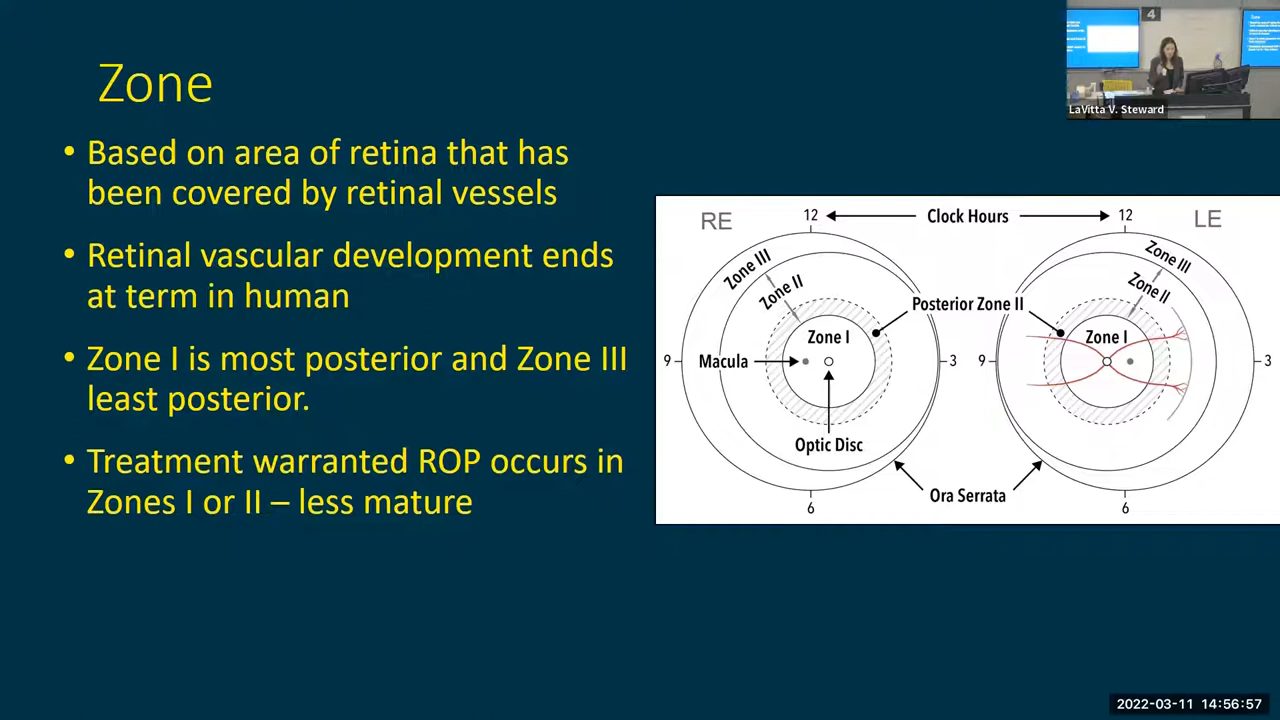 Zone
• Based on area of retina that has
been covered by retinal vessels
• Retinal vascular development ends
at term in human
• Zone I is most posterior and Zone III
least posterior.
• Treatment warranted ROP occurs in
Zones I or II – less mature
4
LaVitta V. Steward
RE
12
Clock Hours
12
LE
Zone III
Zone II
Zone III
Zone II
Posterior Zone II
Zone I
Zone I
9
Macula
3
9
3
Optic Disc
Ora Serrata
6
6
2022-03-11 14:56:57